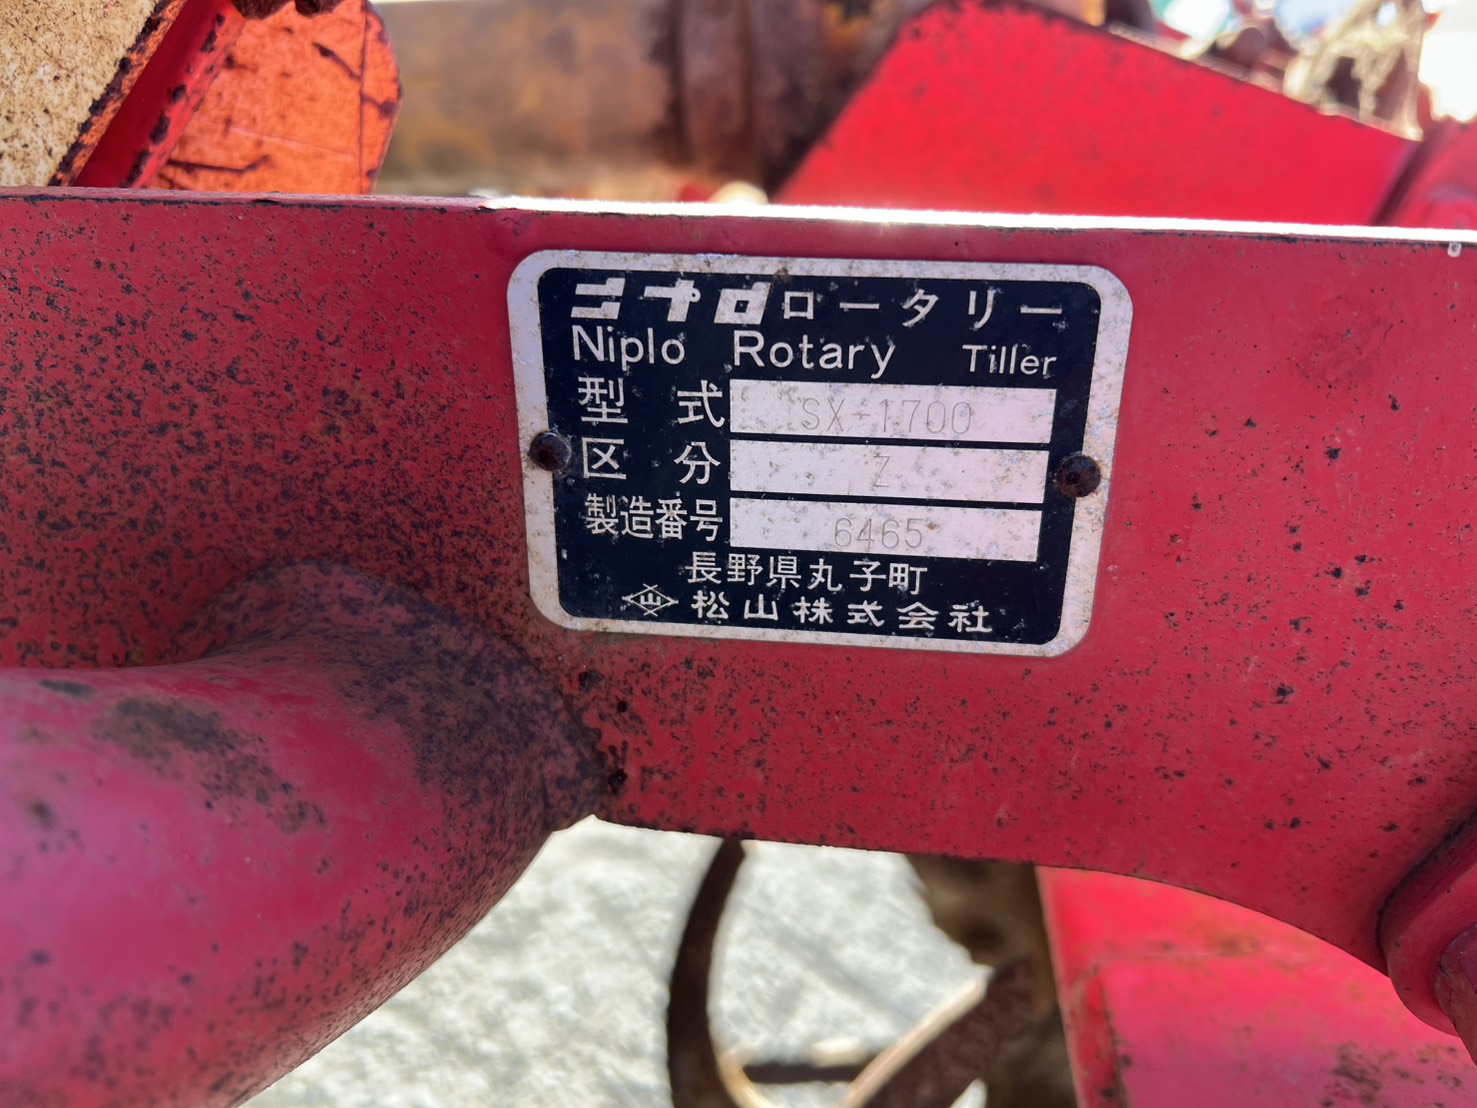 ニプロロータリー
Niplo Rotary Tiller
型式 SX-1700
区分 Z
製造番号 6465
長野県丸子町
山 松山株式会社